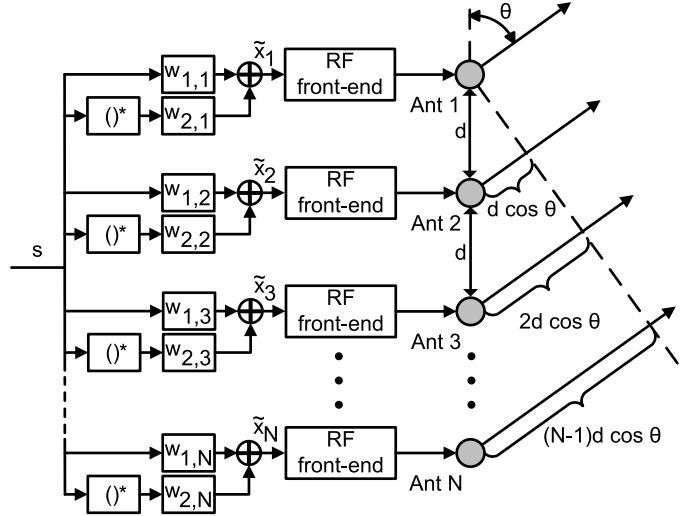 θ
w1,1
x̃1
RF
front-end
Ant 1
()*
w2,1
d
w1,2
x̃2
RF
front-end
Ant 2
d cos θ
()*
w2,2
d
s
w1,3
x̃3
RF
front-end
Ant 3
2d cos θ
()*
w2,3
w1,N
x̃N
RF
front-end
Ant N
(N-1)d cos θ
()*
w2,N